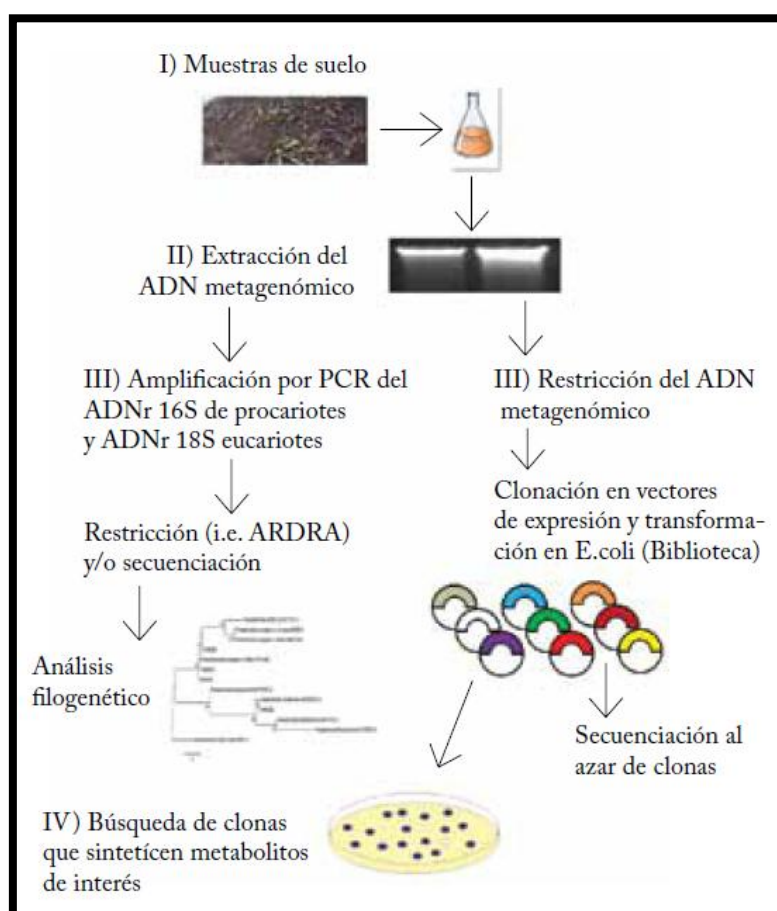 I) Muestras de suelo
II) Extracción del
ADN metagenómico
III) Amplificación por PCR del
ADNr 16S de procariotes
y ADNr 18S eucariotes
III) Restricción del ADN
metagenómico
Restricción (i.e. ARDRA)
y/o secuenciación
Clonación en vectores
de expresión y transforma-
ción en E.coli (Biblioteca)
Análisis
filogenético
Secuenciación al
azar de clonas
IV) Búsqueda de clonas
que sintetícen metabolitos
de interés